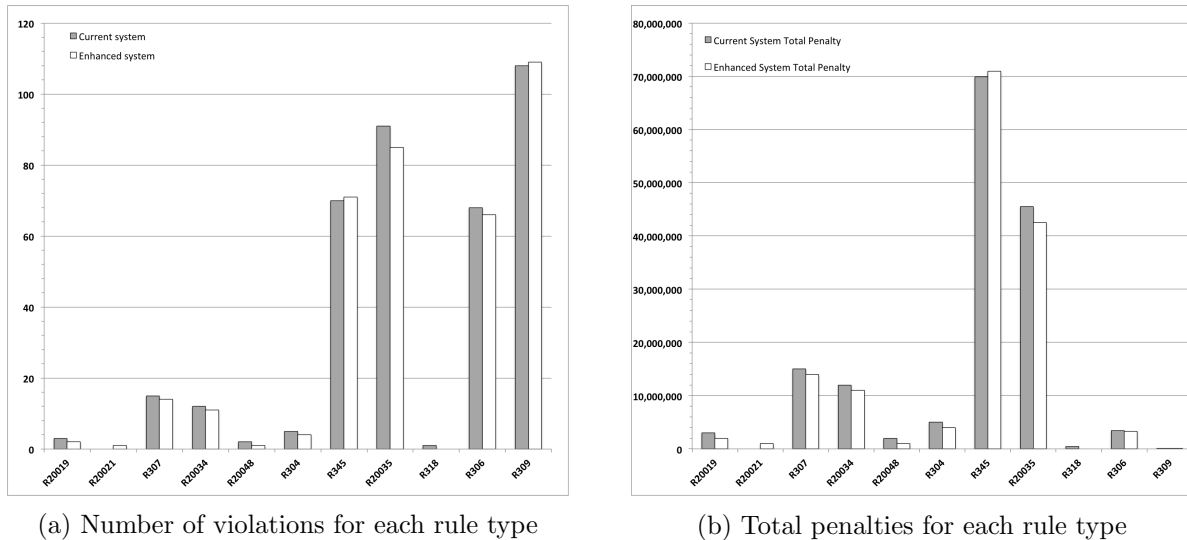 120
100
80
60
40
20
0
Current system
Enhanced system
R20019
R20021
R307
R20034
R20048
R304
R345
R20035
R318
R306
R309
(a) Number of violations for each rule type
80,000,000
70,000,000
60,000,000
50,000,000
40,000,000
30,000,000
20,000,000
10,000,000
0
Current System Total Penalty
Enhanced System Total Penalty
R20019
R20021
R307
R20034
R20048
R304
R345
R20035
R318
R306
R309
(b) Total penalties for each rule type